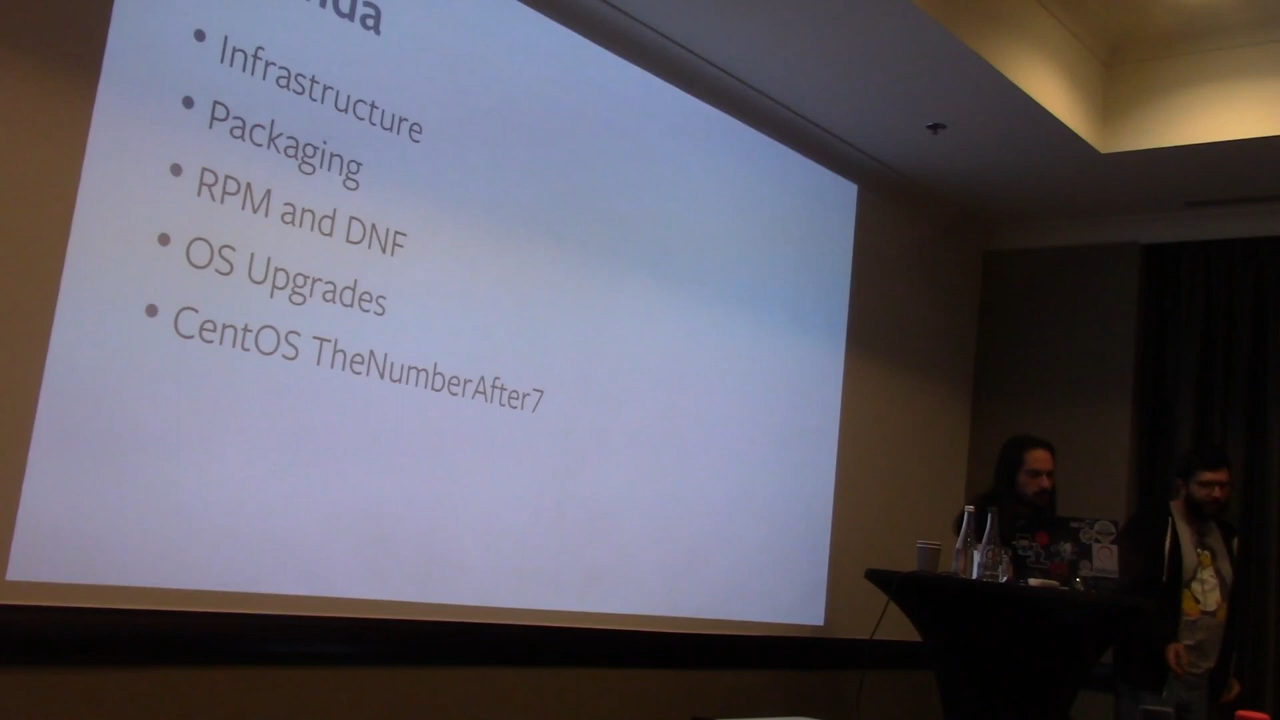 Infrastructure
Packaging
RPM and DNF
OS Upgrades
CentOS TheNumberAfter7